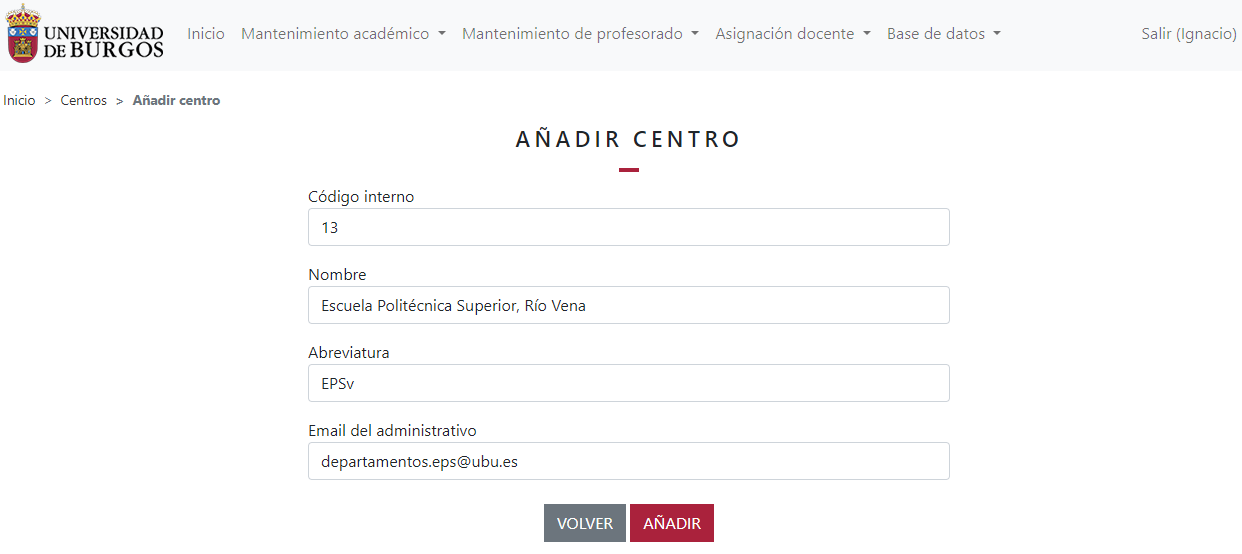 UNIVERSIDAD
DE BURGOS
Inicio Mantenimiento académico Mantenimiento de profesorado Asignación docente Base de datos Salir (Ignacio)
Inicio > Centros > Añadir centro
AÑADIR CENTRO
Código interno
13
Nombre
Escuela Politécnica Superior, Río Vena
Abreviatura
EPSv
Email del administrativo
departamentos.eps@ubu.es
VOLVER AÑADIR